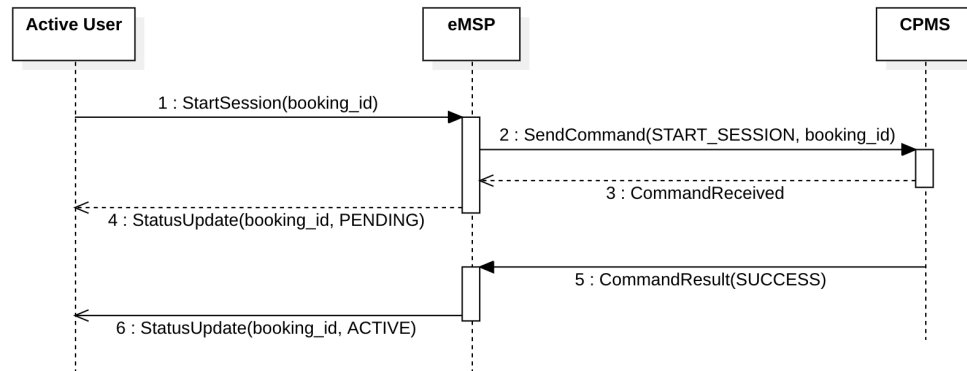 Active User
eMSP
CPMS
1 : StartSession(booking_id)
2 : SendCommand(START_SESSION, booking_id)
3 : CommandReceived
4 : StatusUpdate(booking_id, PENDING)
5 : CommandResult(SUCCESS)
6 : StatusUpdate(booking_id, ACTIVE)